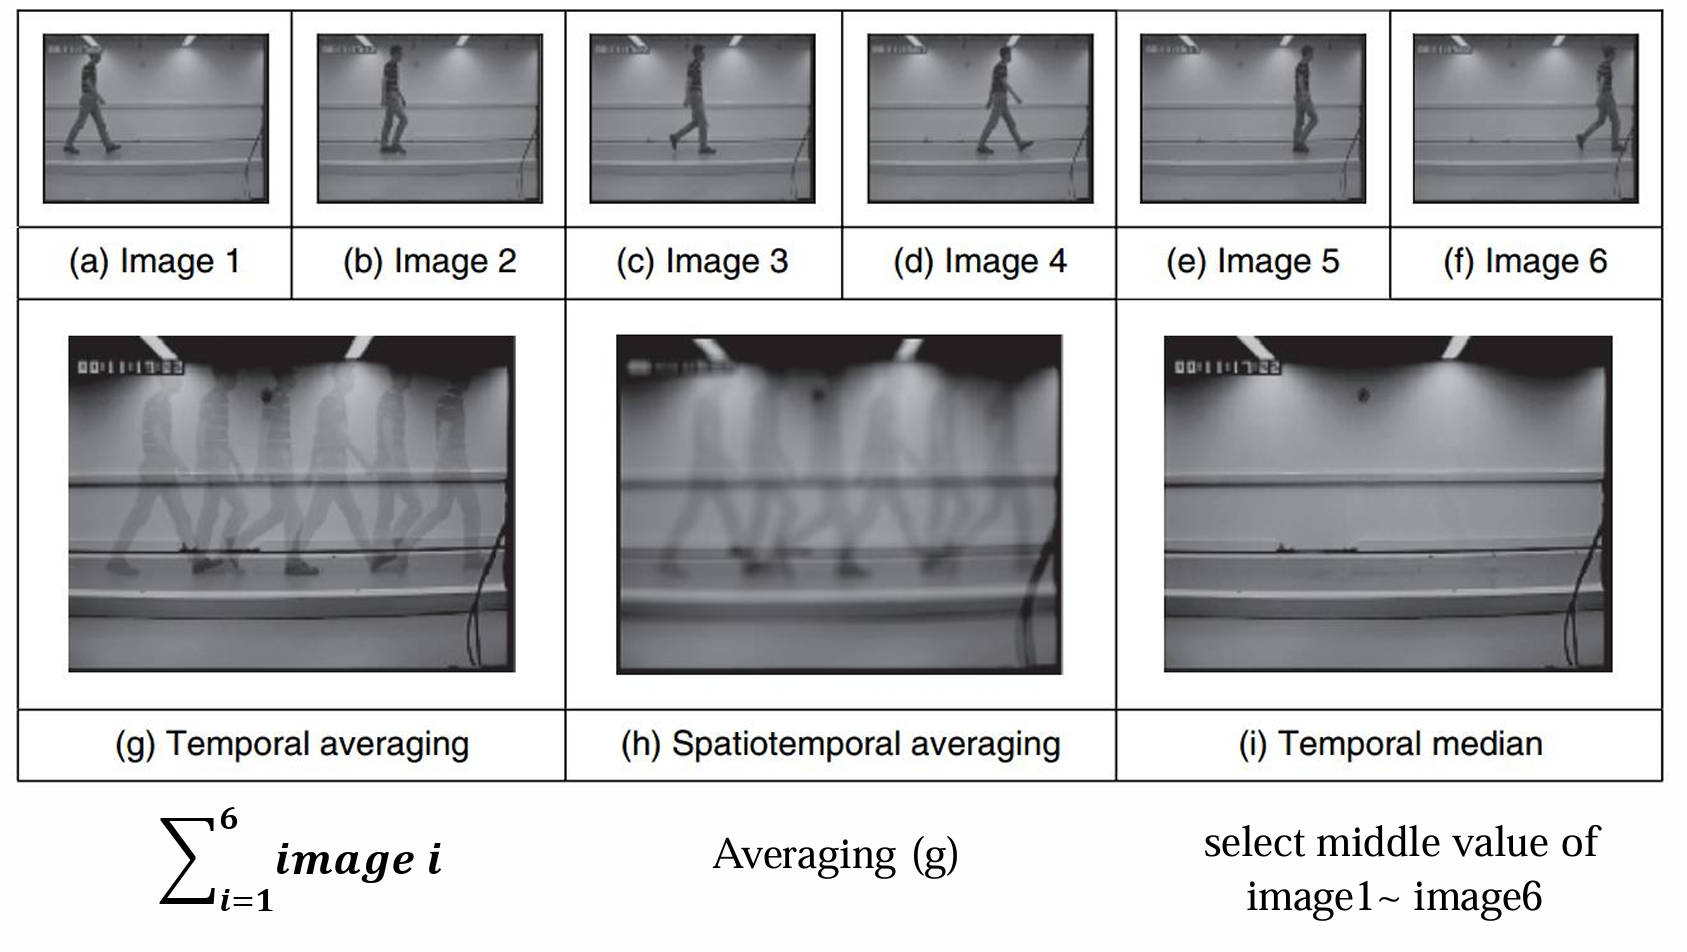 (a) Image 1
(b) Image 2
(c) Image 3
(d) Image 4
(e) Image 5
(f) Image 6
(g) Temporal averaging
(h) Spatiotemporal averaging
(i) Temporal median
∑_{i=1}^{6} image i
Averaging (g)
select middle value of
image1~ image6